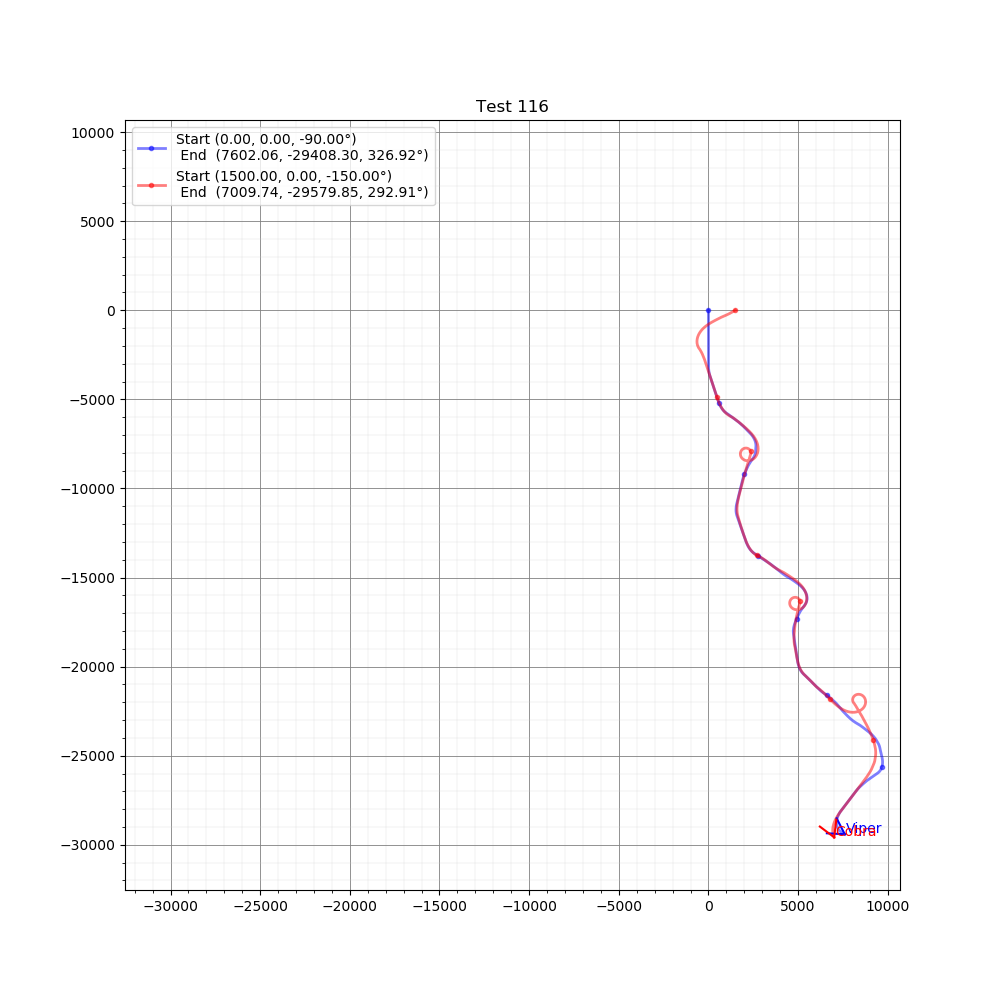 Test 116
Start (0.00, 0.00, -90.00°)
End (7602.06, -29408.30, 326.92°)
Start (1500.00, 0.00, -150.00°)
End (7009.74, -29579.85, 292.91°)
10000
5000
0
−5000
−10000
−15000
−20000
−25000
−30000
Viper
Cobra
−30000 −25000 −20000 −15000 −10000 −5000 0 5000 10000